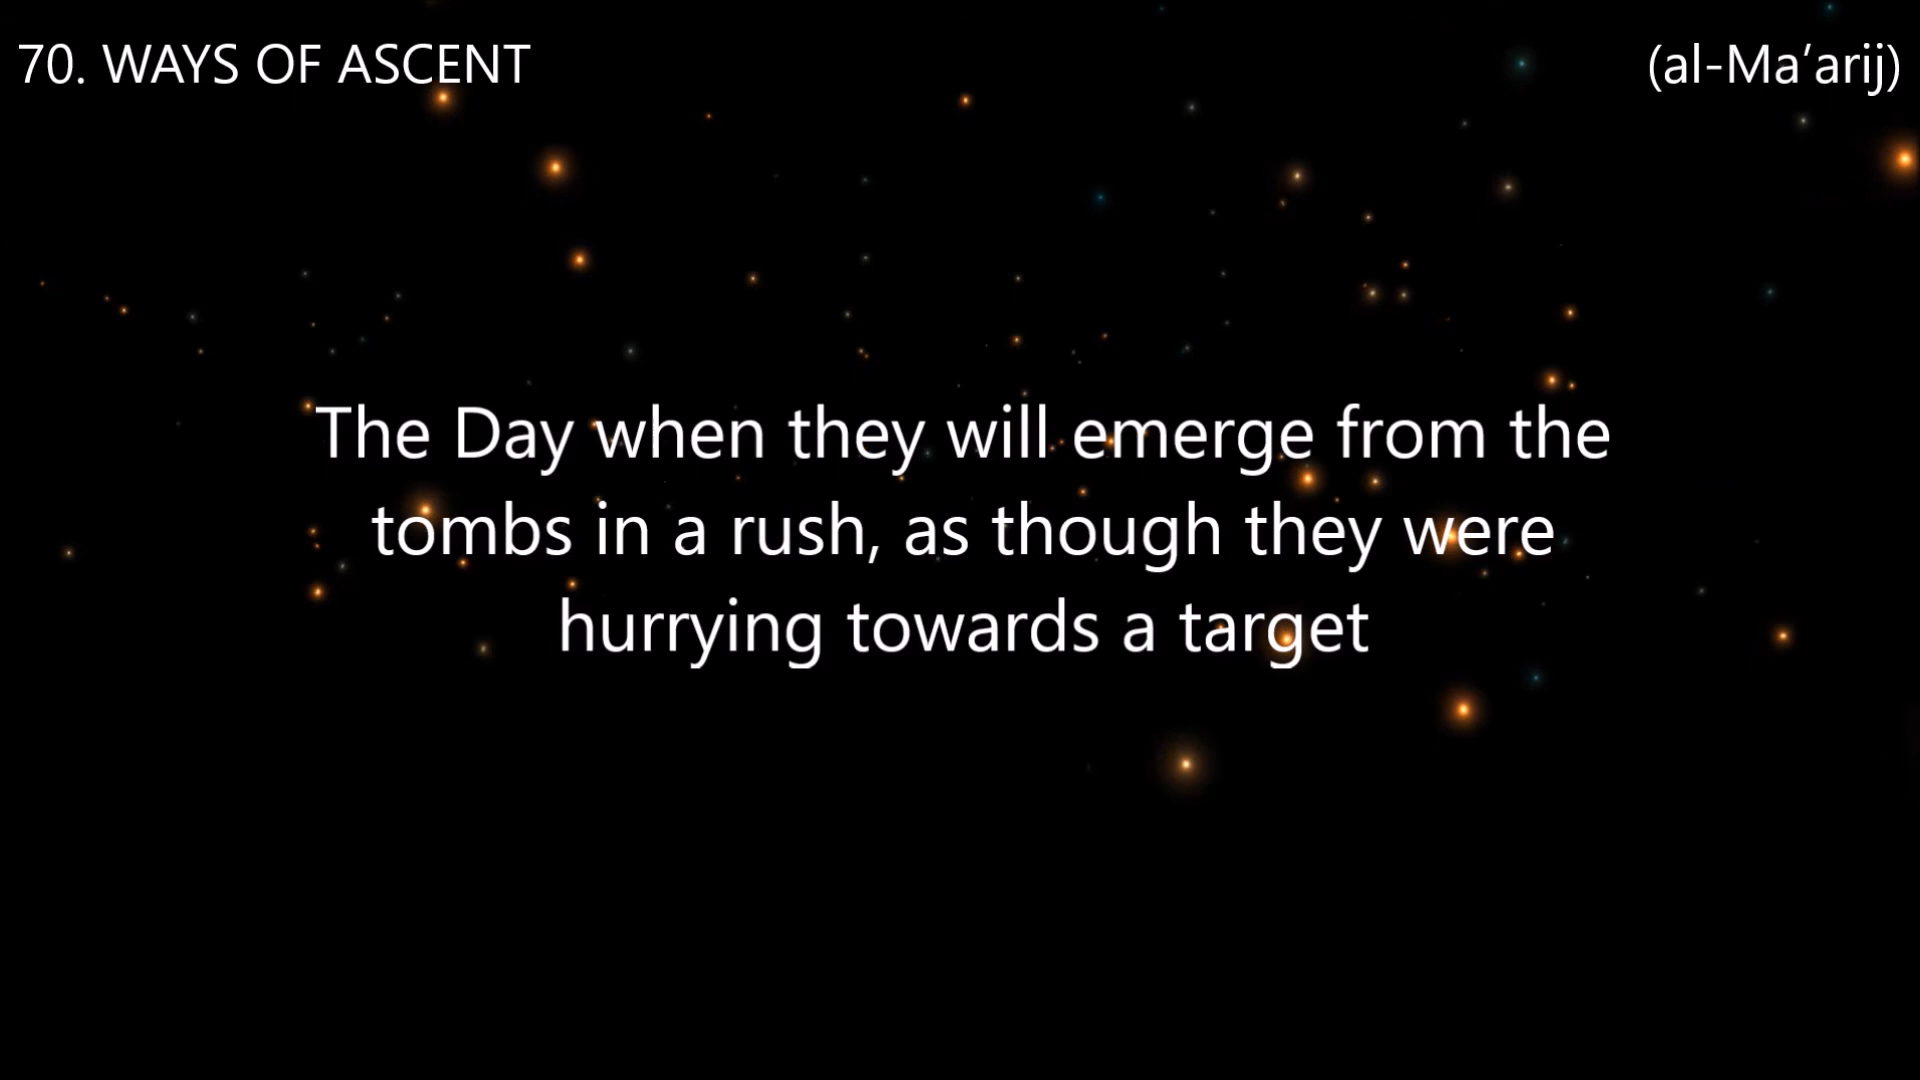 70. WAYS OF ASCENT
(al-Ma’arij)
The Day when they will emerge from the
tombs in a rush, as though they were
hurrying towards a target